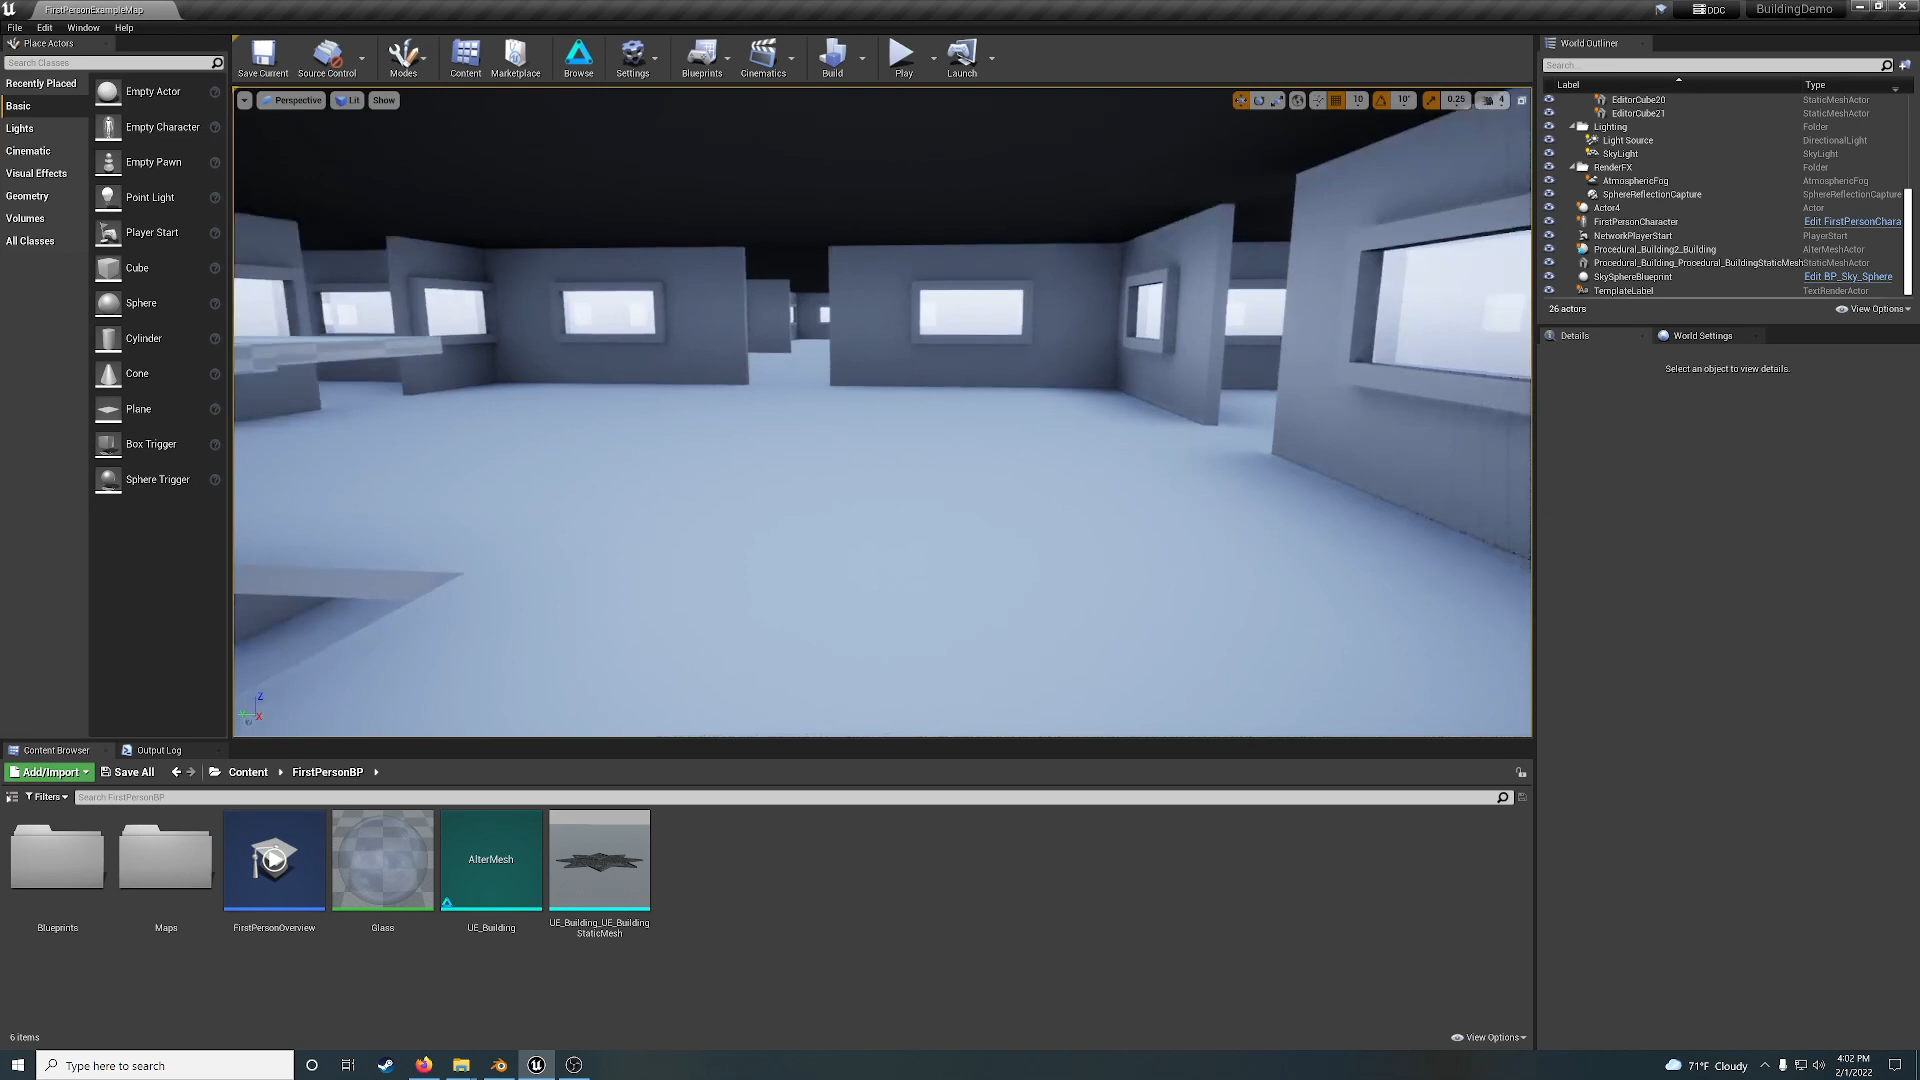 FirstPersonExampleMap
DDC
BuildingDemo
File Edit Window Help
Place Actors
Search Classes
Recently Placed
Basic
Lights
Cinematic
Visual Effects
Geometry
Volumes
All Classes
Empty Actor
Empty Character
Empty Pawn
Point Light
Player Start
Cube
Sphere
Cylinder
Cone
Plane
Box Trigger
Sphere Trigger
Save Current Source Control Modes Content Marketplace Browse Settings Blueprints Cinematics Build Play Launch
Perspective Lit Show
10 10° 0.25 4
Z
X
World Outliner
Search...
Label Type
EditorCube20 StaticMeshActor
EditorCube21 StaticMeshActor
Lighting Folder
Light Source DirectionalLight
SkyLight SkyLight
RenderFX Folder
AtmosphericFog AtmosphericFog
SphereReflectionCapture SphereReflectionCapture
Actor4 Actor
FirstPersonCharacter Edit FirstPersonChara
NetworkPlayerStart PlayerStart
Procedural_Building2_Building AlterMeshActor
Procedural_Building_Procedural_BuildingStaticMesh StaticMeshActor
SkySphereBlueprint Edit BP_Sky_Sphere
TemplateLabel TextRenderActor
26 actors
View Options
Details World Settings
Select an object to view details.
Content Browser Output Log
Add/Import Save All Content FirstPersonBP
Filters Search FirstPersonBP
AlterMesh
Blueprints
Maps
FirstPersonOverview
Glass
UE_Building
UE_Building_UE_Building
StaticMesh
6 items
View Options
Type here to search
71°F Cloudy
4:02 PM
2/1/2022